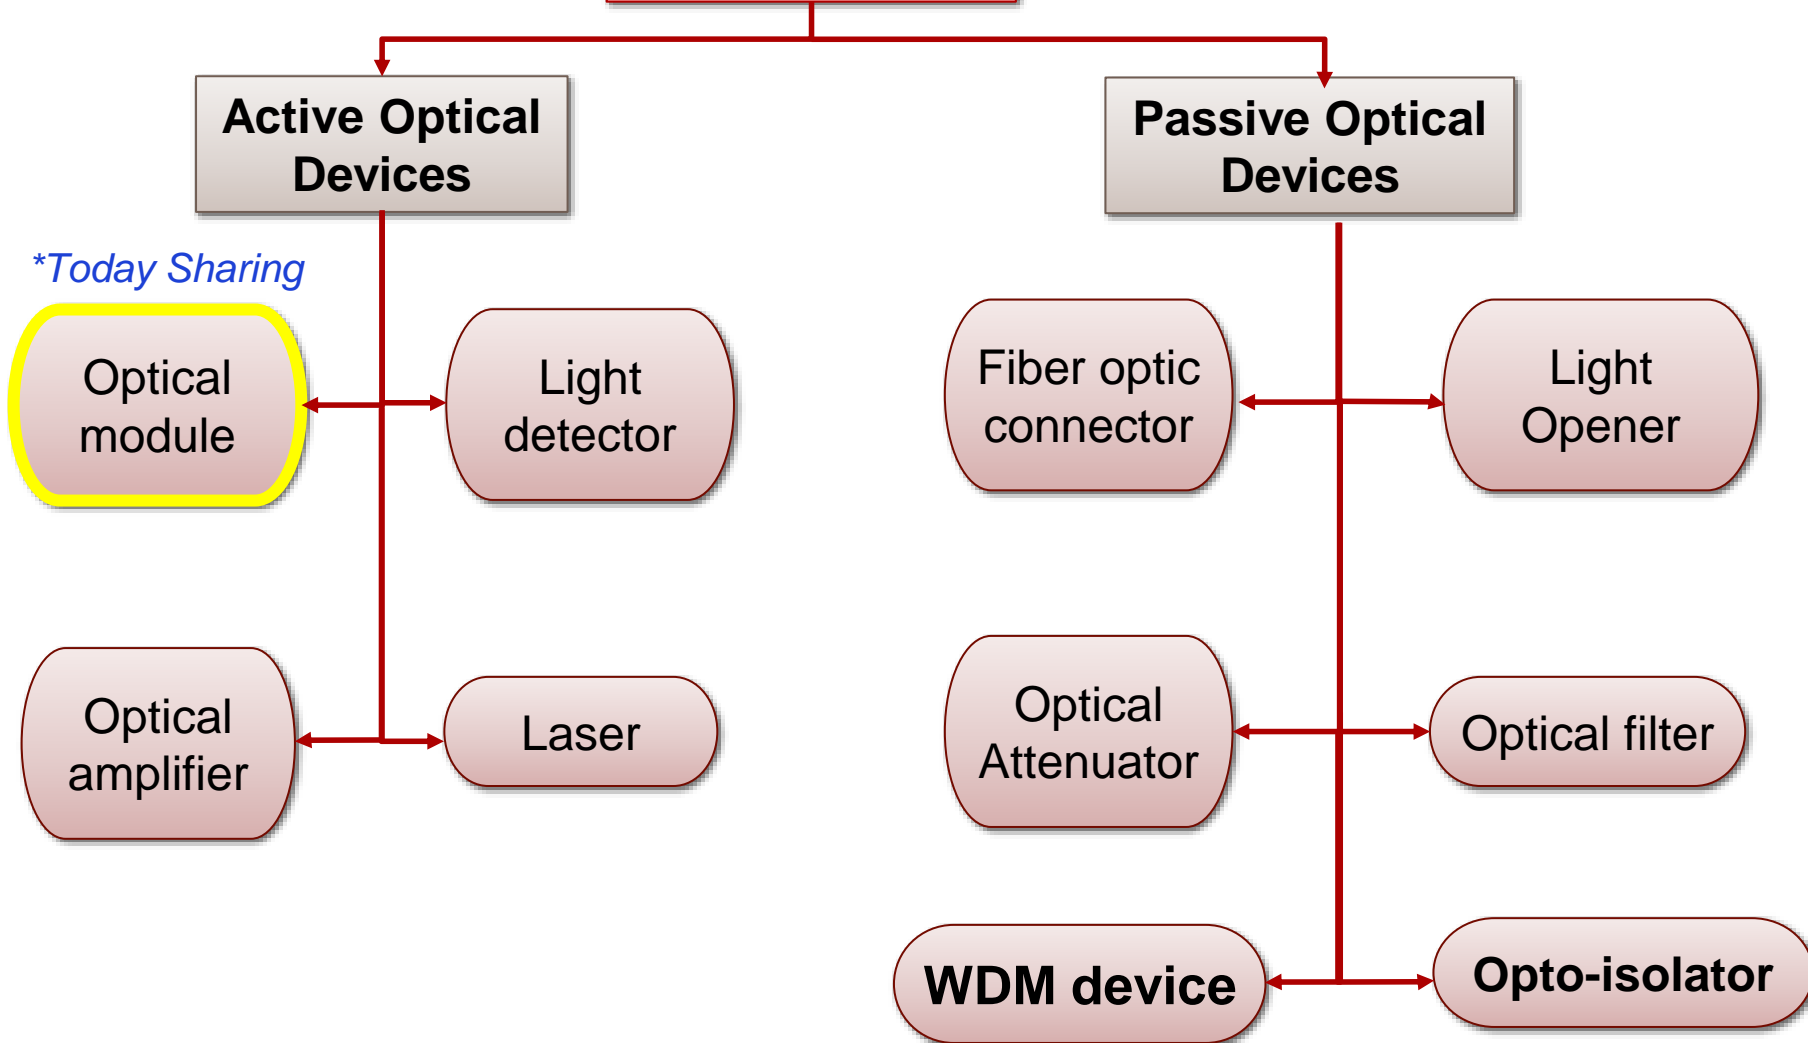 Active Optical
Devices
Passive Optical
Devices
*Today Sharing
Optical
module
Light
detector
Fiber optic
connector
Light
Opener
Optical
amplifier
Laser
Optical
Attenuator
Optical filter
WDM device
Opto-isolator